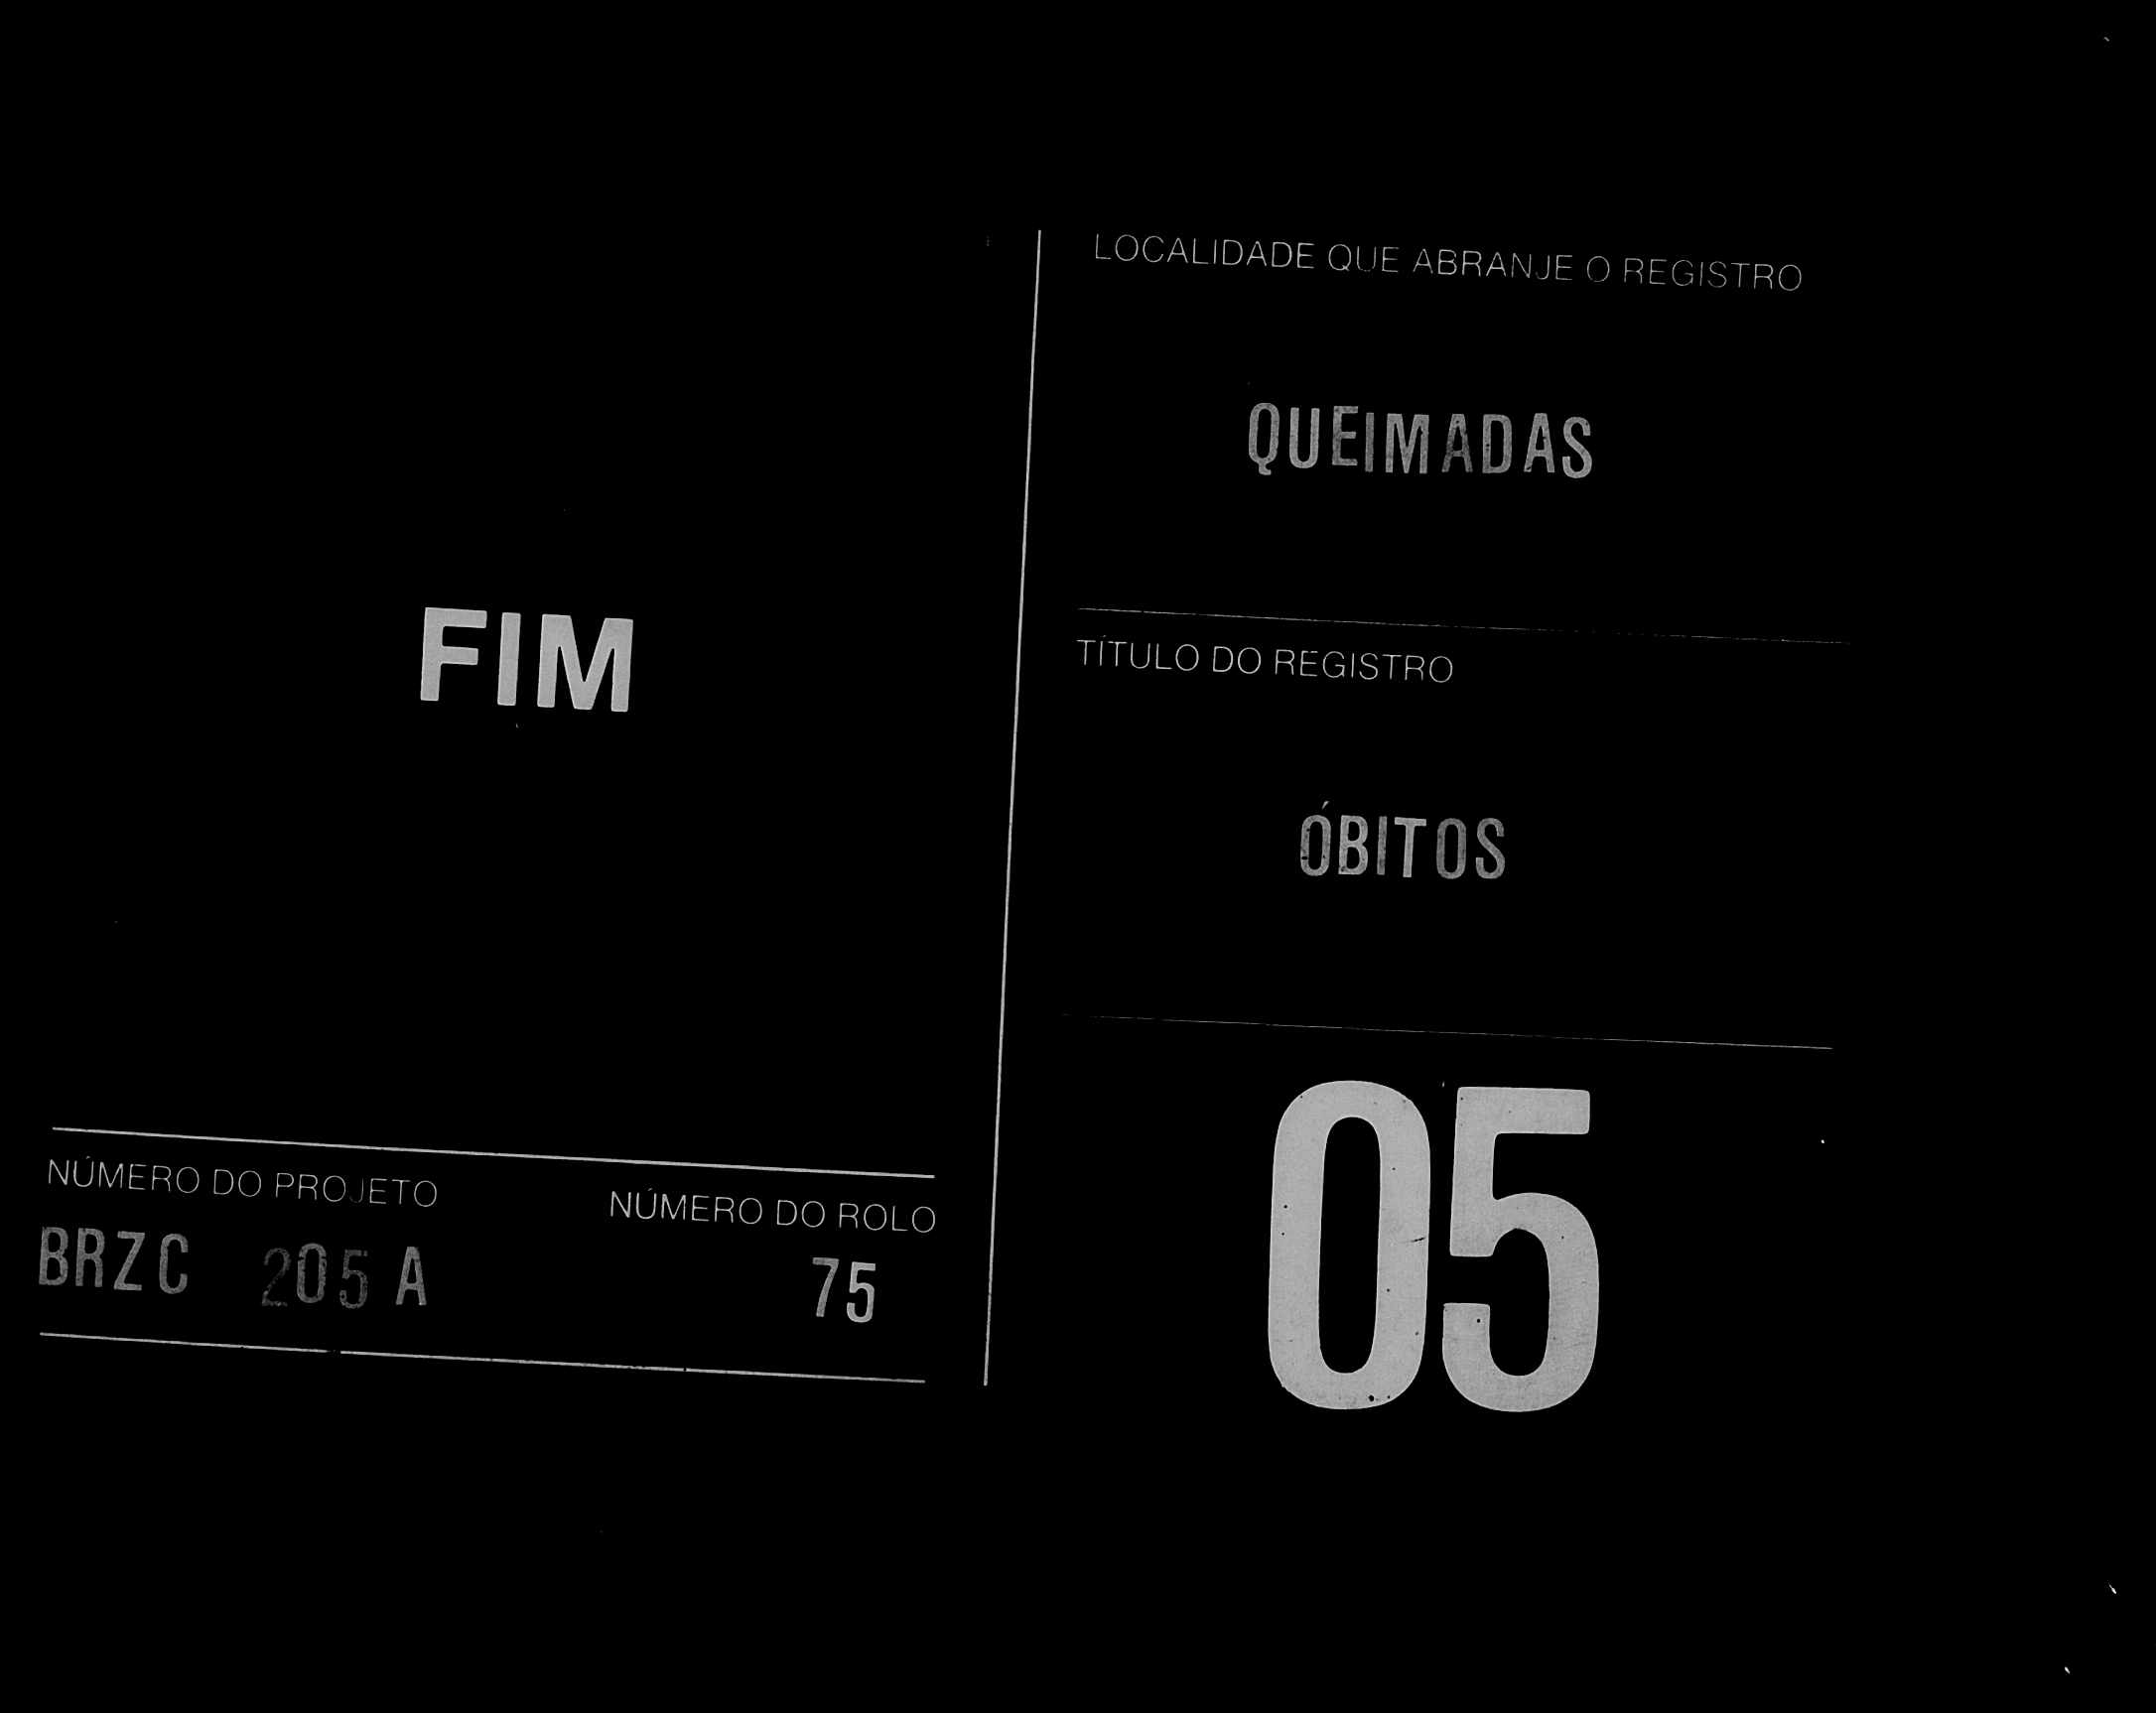 FIM
NÚMERO DO PROJETO
BRZC 205 A
NÚMERO DO ROLO
75
LOCALIDADE QUE ABRANJE O REGISTRO
QUEIMADAS
TÍTULO DO REGISTRO
ÓBITOS
05